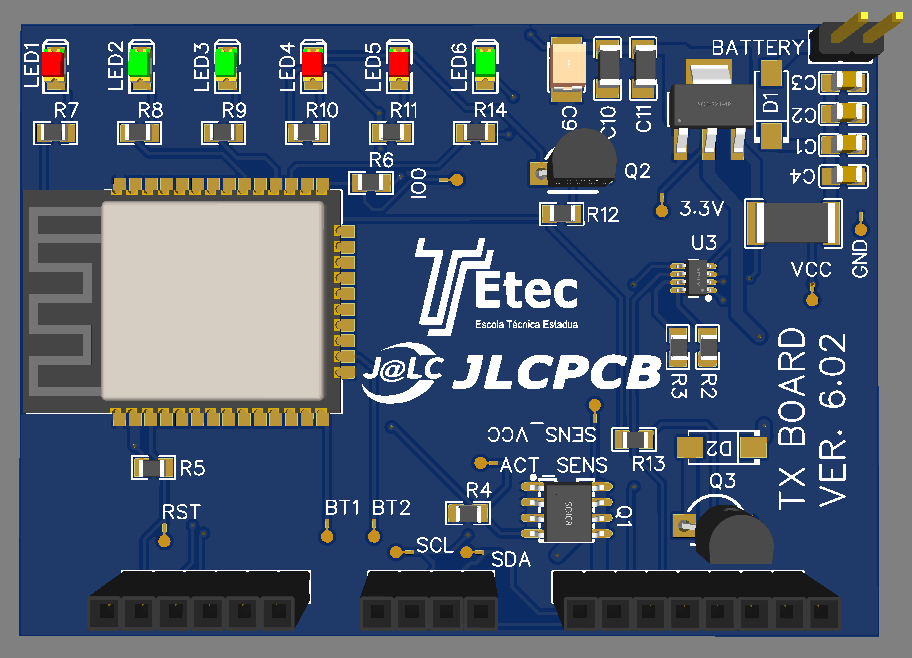 LED1
LED2
LED3
LED4
LED5
LED6
BATTERY
R7
R8
R9
R10
R11
R14
C9
C10
C11
D1
C3
C2
C1
C4
R6
IO0
Q2
R12
3.3V
U3
VCC
GND
Etec
Escola Técnica Estadua
J@LC JLCPCB
R3
R2
TX BOARD
VER. 6.02
SENS_VCC
ACT_SENS
R13
D2
Q3
R5
R4
Q1
RST
BT1
BT2
SCL
SDA